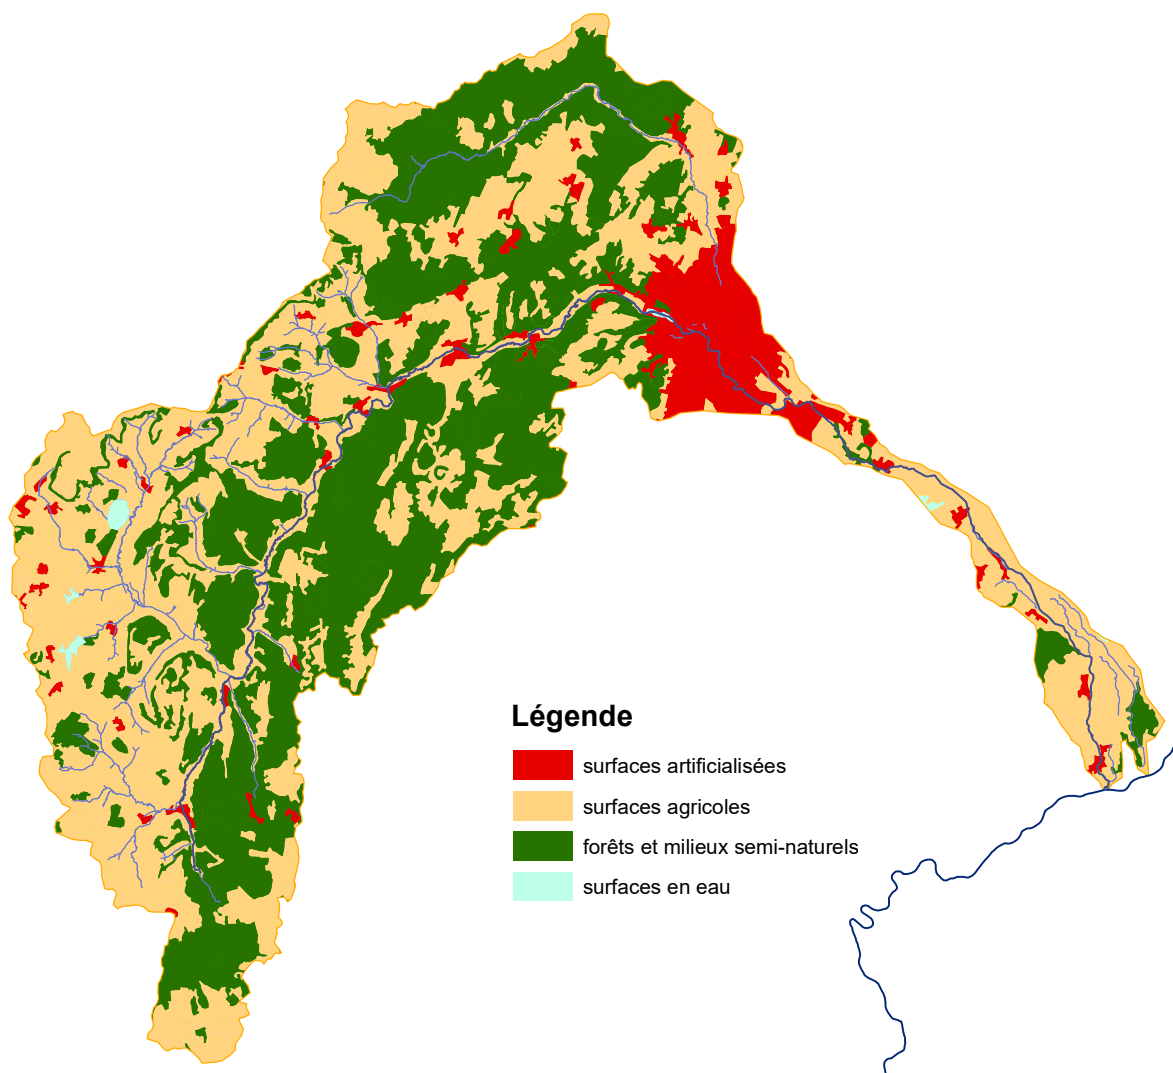 Légende
surfaces artificialisées
surfaces agricoles
forêts et milieux semi-naturels
surfaces en eau